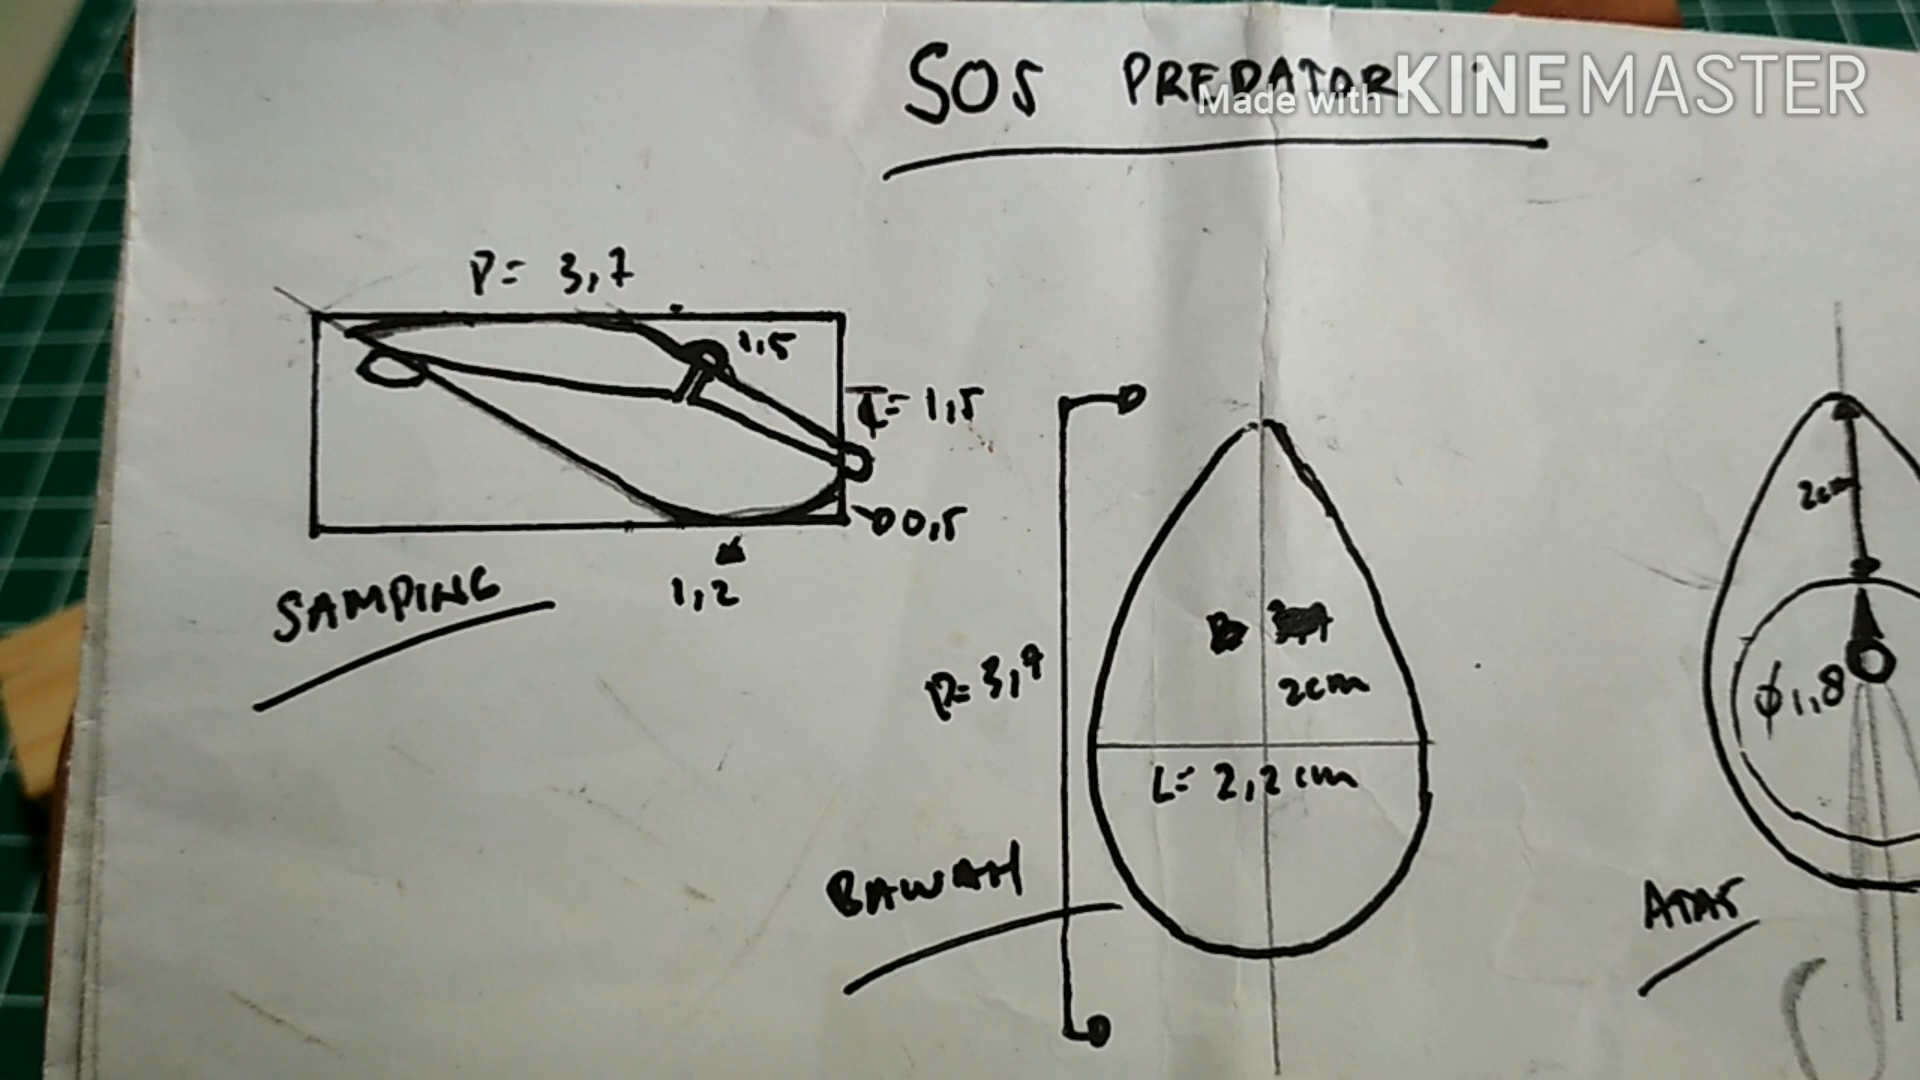 SOS PREDATOR
Made with KINEMASTER
P= 3,7
1,5
T= 1,5
0,5
1,2
SAMPING
P= 3,9
2cm
L= 2,2 cm
BAWAH
2cm
φ1,8
ATAS